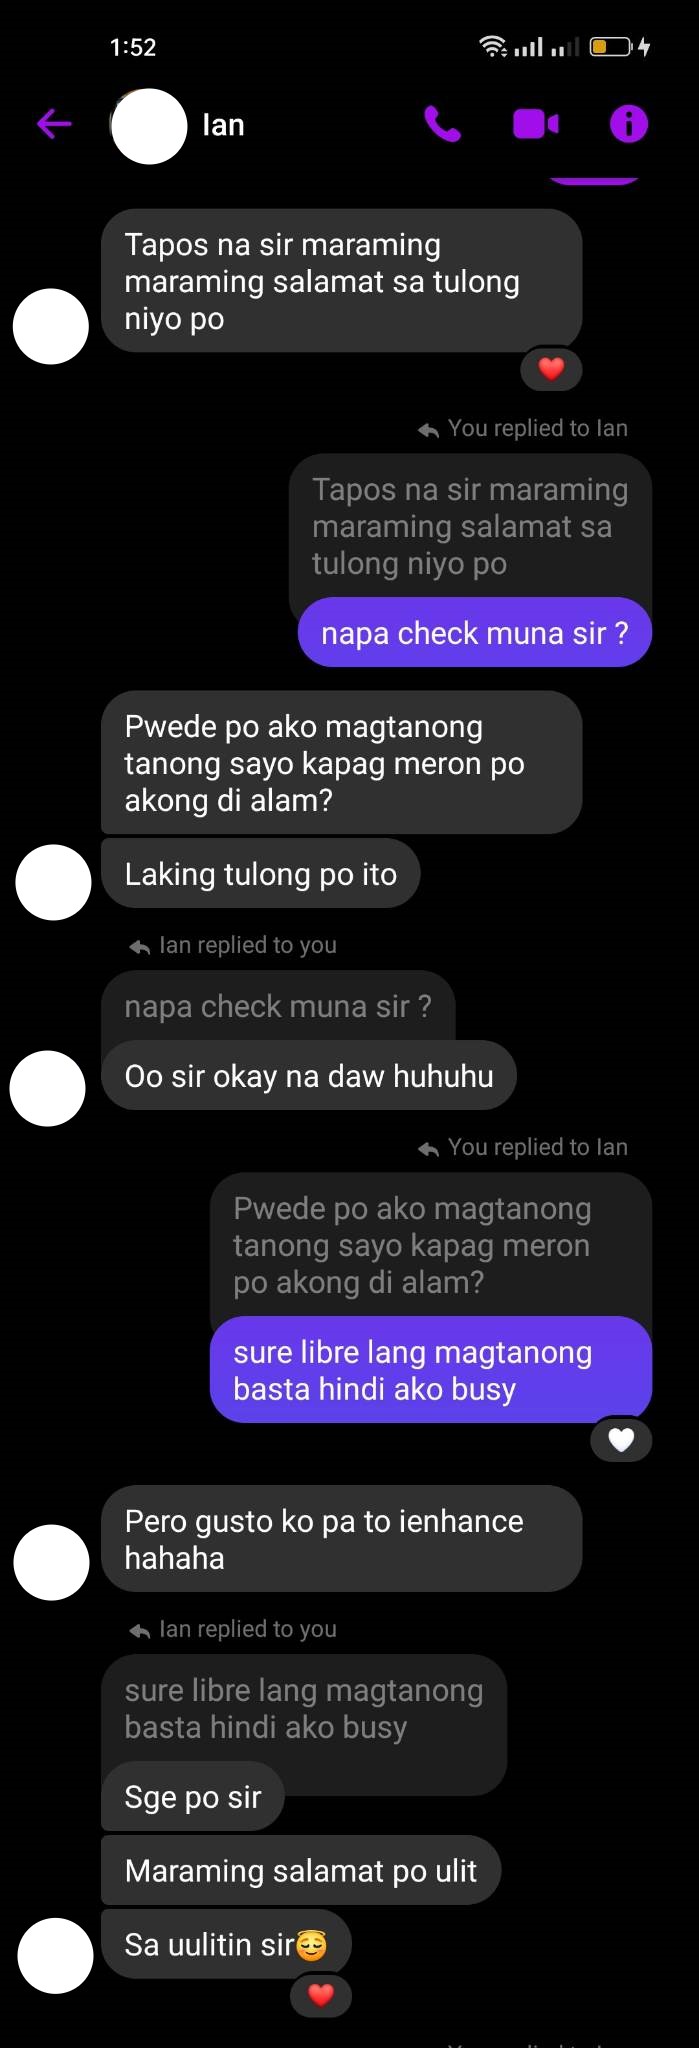 1:52
Ian
Tapos na sir maraming
maraming salamat sa tulong
niyo po
You replied to Ian
Tapos na sir maraming
maraming salamat sa
tulong niyo po
napa check muna sir ?
Pwede po ako magtanong
tanong sayo kapag meron po
akong di alam?
Laking tulong po ito
Ian replied to you
napa check muna sir ?
Oo sir okay na daw huhuhu
You replied to Ian
Pwede po ako magtanong
tanong sayo kapag meron
po akong di alam?
sure libre lang magtanong
basta hindi ako busy
Pero gusto ko pa to ienhance
hahaha
Ian replied to you
sure libre lang magtanong
basta hindi ako busy
Sge po sir
Maraming salamat po ulit
Sa uulitin sir😇